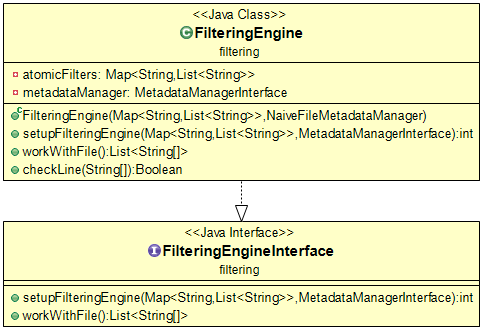 <<Java Class>>
FilteringEngine
filtering
atomicFilters: Map<String,List<String>>
metadataManager: MetadataManagerInterface
FilteringEngine(Map<String,List<String>>,NaiveFileMetadataManager)
setupFilteringEngine(Map<String,List<String>>,MetadataManagerInterface):int
workWithFile():List<String[]>
checkLine(String[]):Boolean
<<Java Interface>>
FilteringEngineInterface
filtering
setupFilteringEngine(Map<String,List<String>>,MetadataManagerInterface):int
workWithFile():List<String[]>